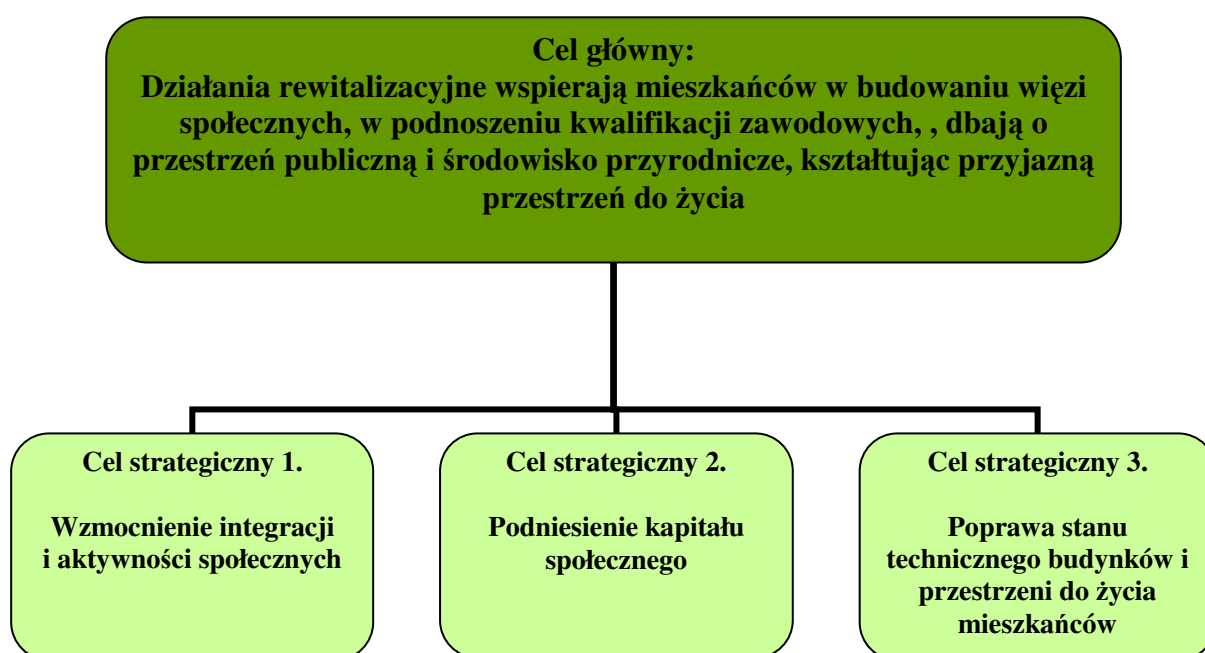 Cel główny:
Działania rewitalizacyjne wspierają mieszkańców w budowaniu więzi
społecznych, w podnoszeniu kwalifikacji zawodowych, , dbają o
przestrzeń publiczną i środowisko przyrodnicze, kształtując przyjazną
przestrzeń do życia
Cel strategiczny 1.
Wzmocnienie integracji
i aktywności społecznych
Cel strategiczny 2.
Podniesienie kapitału
społecznego
Cel strategiczny 3.
Poprawa stanu
technicznego budynków i
przestrzeni do życia
mieszkańców